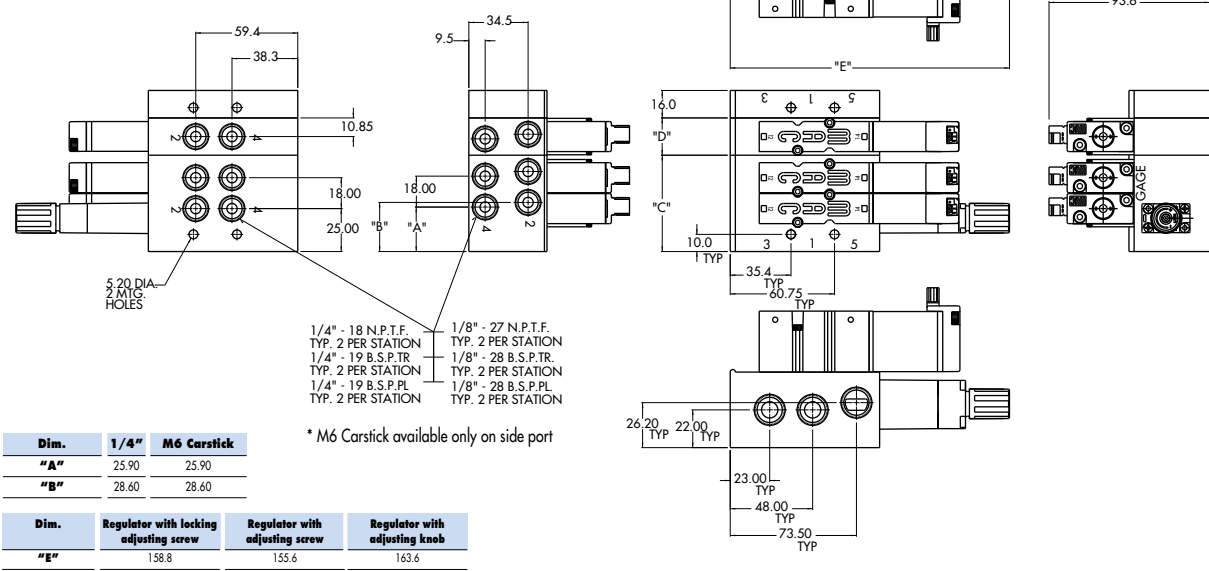 59.4
38.3
10.85
18.00
25.00
2
4
2
4
5.20 DIA.
2 MTG.
HOLES
34.5
9.5
18.00
"B"
"A"
4
2
1/4" - 18 N.P.T.F.
TYP. 2 PER STATION
1/4" - 19 B.S.P.TR
TYP. 2 PER STATION
1/4" - 19 B.S.P.PL
TYP. 2 PER STATION
1/8" - 27 N.P.T.F.
TYP. 2 PER STATION
1/8" - 28 B.S.P.TR.
TYP. 2 PER STATION
1/8" - 28 B.S.P.PL.
TYP. 2 PER STATION
* M6 Carstick available only on side port
"E"
93.6
16.0
"D"
"C"
10.0
TYP
3 1 5
3 1 5
35.4
TYP
60.75
TYP
GAGE
26.20
TYP
22.00
TYP
23.00
TYP
48.00
TYP
73.50
TYP
Dim. 1/4" M6 Carstick
"A" 25.90 25.90
"B" 28.60 28.60
Dim. Regulator with locking adjusting screw Regulator with adjusting screw Regulator with adjusting knob
"E" 158.8 155.6 163.6